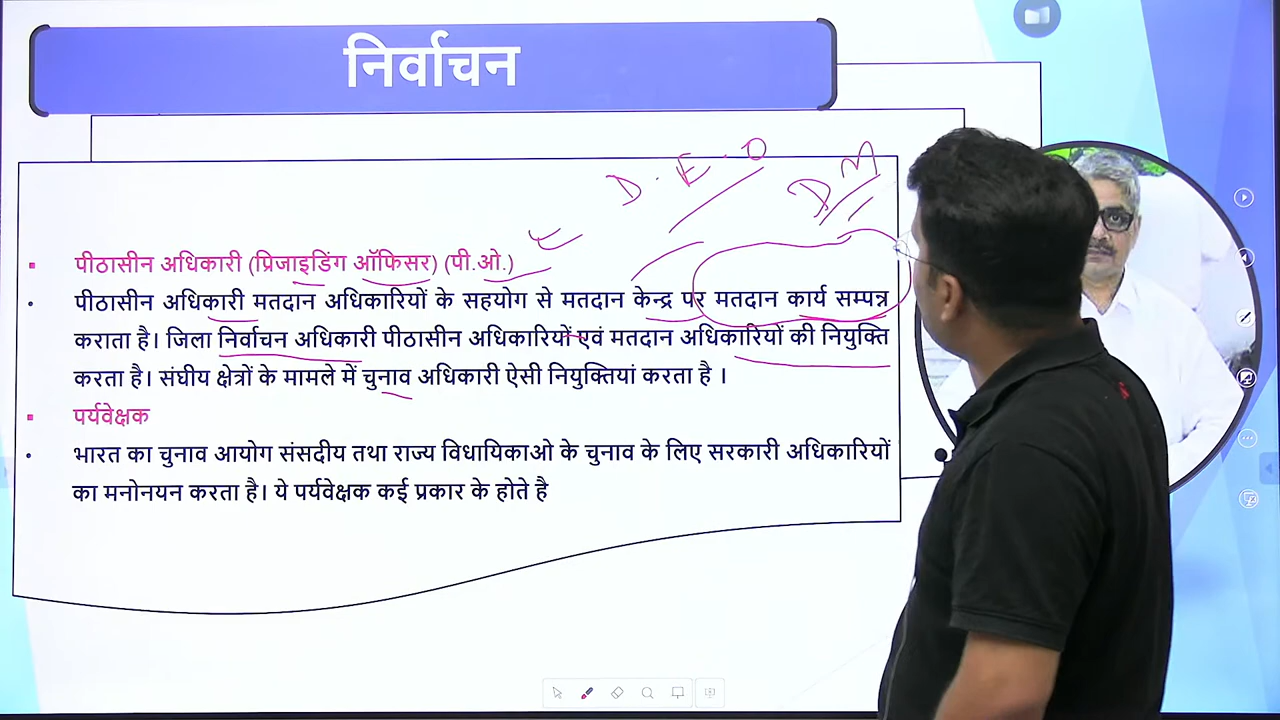 निर्वाचन
D.E.O
DM
पीठासीन अधिकारी (प्रिजाइडिंग ऑफिसर) (पी.ओ.)
पीठासीन अधिकारी मतदान अधिकारियों के सहयोग से मतदान केन्द्र पर मतदान कार्य सम्पन्न
कराता है। जिला निर्वाचन अधिकारी पीठासीन अधिकारियों एवं मतदान अधिकारियों की नियुक्ति
करता है। संघीय क्षेत्रों के मामले में चुनाव अधिकारी ऐसी नियुक्तियां करता है ।
पर्यवेक्षक
भारत का चुनाव आयोग संसदीय तथा राज्य विधायिकाओ के चुनाव के लिए सरकारी अधिकारियों
का मनोनयन करता है। ये पर्यवेक्षक कई प्रकार के होते है